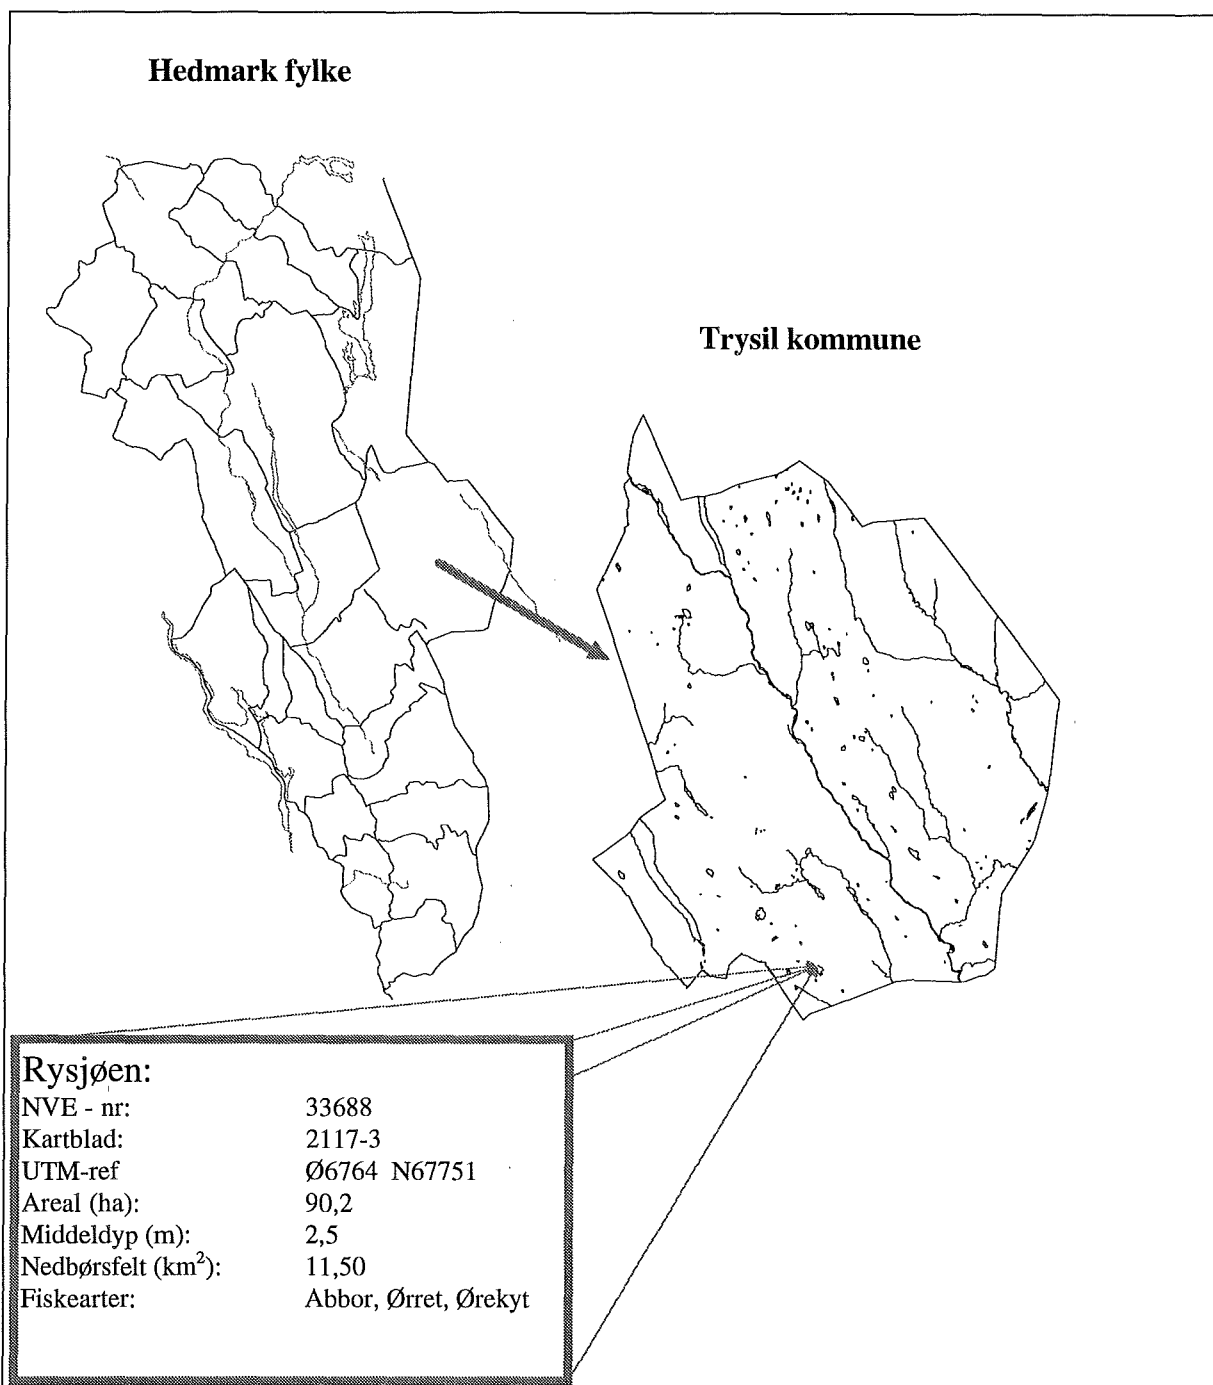 Hedmark fylke
Trysil kommune
Rysjøen:
NVE - nr: 33688
Kartblad: 2117-3
UTM-ref Ø6764 N67751
Areal (ha): 90,2
Middeldyp (m): 2,5
Nedbørsfelt (km²): 11,50
Fiskearter: Abbor, Ørret, Ørekyt